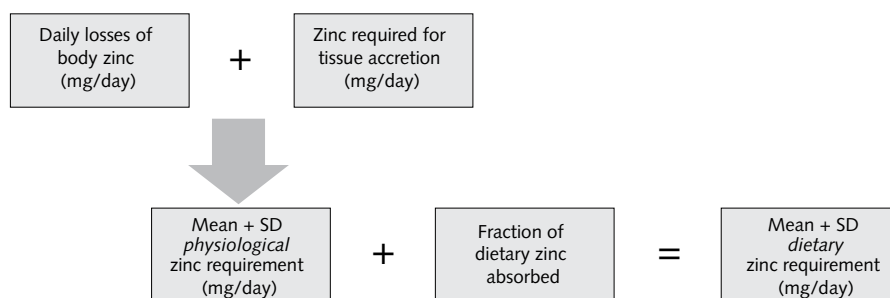 Daily losses of
body zinc
(mg/day)
+
Zinc required for
tissue accretion
(mg/day)
Mean + SD
physiological
zinc requirement
(mg/day)
+
Fraction of
dietary zinc
absorbed
=
Mean + SD
dietary
zinc requirement
(mg/day)